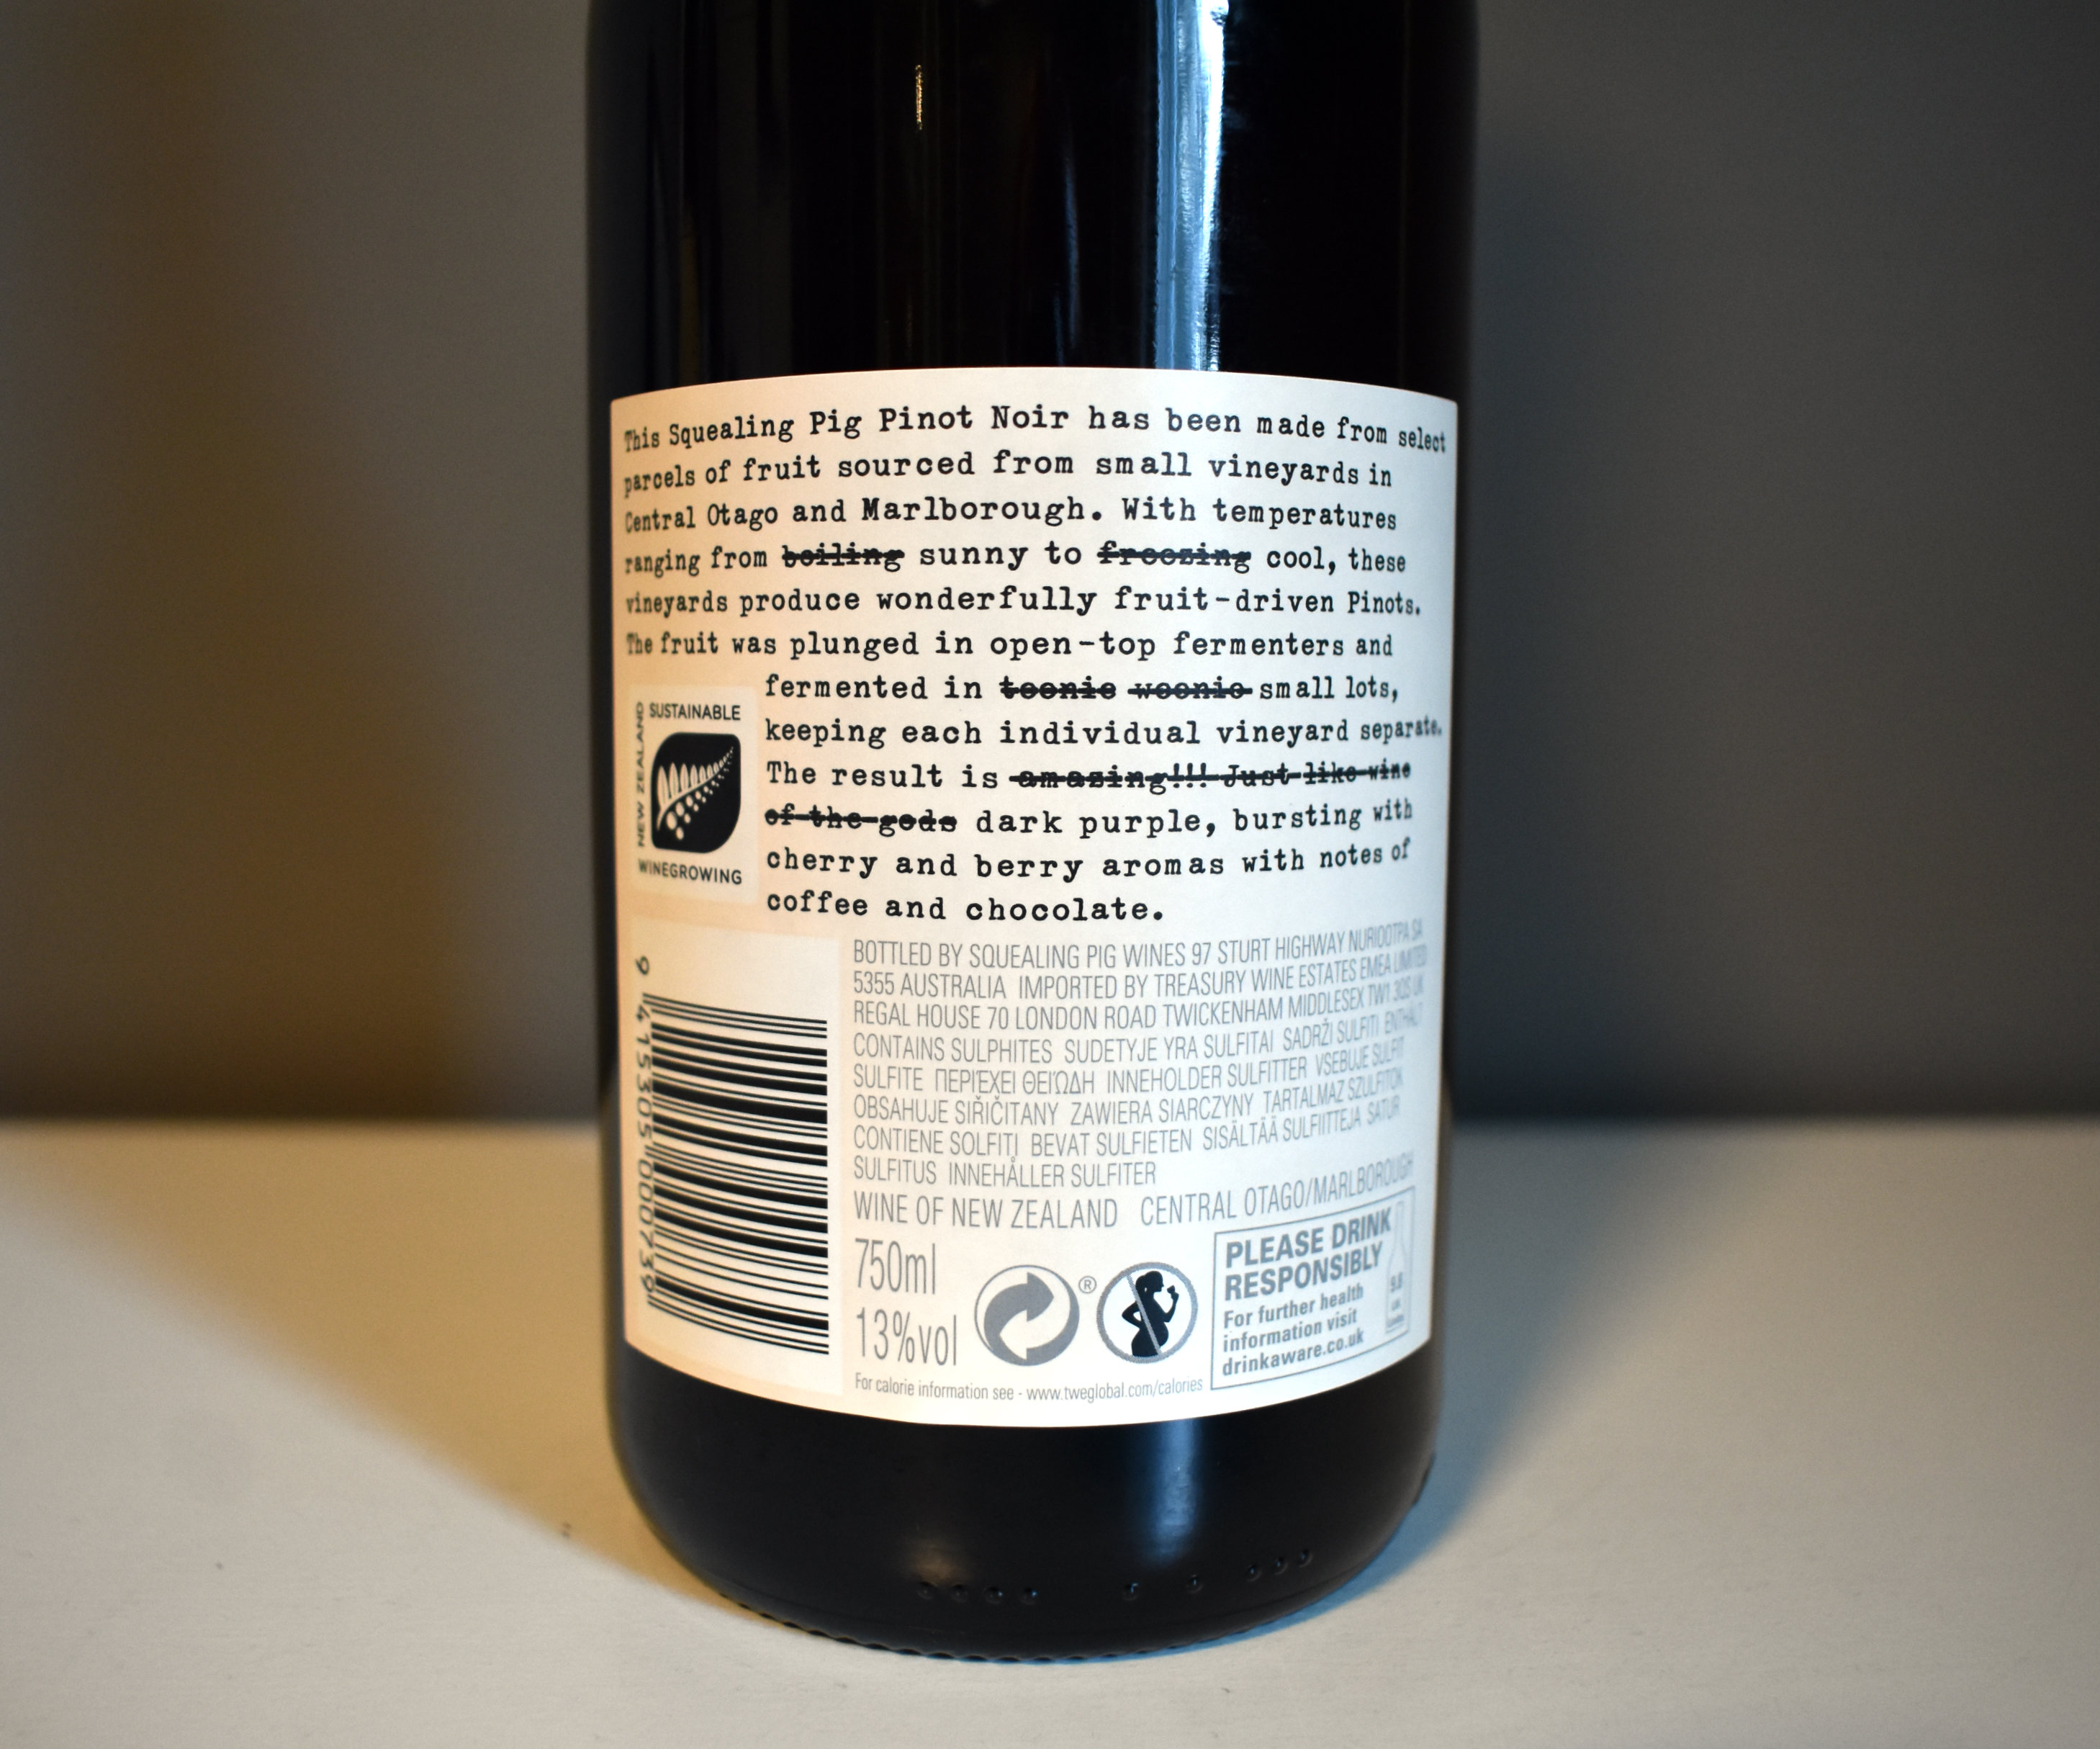 This Squealing Pig Pinot Noir has been made from select
parcels of fruit sourced from small vineyards in
Central Otago and Marlborough. With temperatures
ranging from boiling sunny to freezing cool, these
vineyards produce wonderfully fruit-driven Pinots.
The fruit was plunged in open-top fermenters and
fermented in teenie weenie small lots,
keeping each individual vineyard separate.
The result is amazing!!! Just like wine
of the gods dark purple, bursting with
cherry and berry aromas with notes of
coffee and chocolate.
SUSTAINABLE
NEW ZEALAND
WINEGROWING
9 415305 000739
BOTTLED BY SQUEALING PIG WINES 97 STURT HIGHWAY NURIOOTPA SA
5355 AUSTRALIA IMPORTED BY TREASURY WINE ESTATES EMEA LIMITED
REGAL HOUSE 70 LONDON ROAD TWICKENHAM MIDDLESEX TW1 3QS UK
CONTAINS SULPHITES SUDETYJE YRA SULFITAI SADRŽI SULFITI ENTHÄLT
SULFITE ΠΕΡΙΈΧΕΙ ΘΕΙΏΔΗ INNEHOLDER SULFITTER VSEBUJE SULFIT
OBSAHUJE SIŘIČITANY ZAWIERA SIARCZYNY TARTALMAZ SZULFITOK
CONTIENE SOLFITI BEVAT SULFIETEN SISÄLTÄÄ SULFIITTEJA SATUR
SULFITUS INNEHÅLLER SULFITER
WINE OF NEW ZEALAND CENTRAL OTAGO/MARLBOROUGH
750ml
13%vol
®
PLEASE DRINK
RESPONSIBLY
For further health
information visit
drinkaware.co.uk
9.8
For calorie information see - www.tweglobal.com/calories